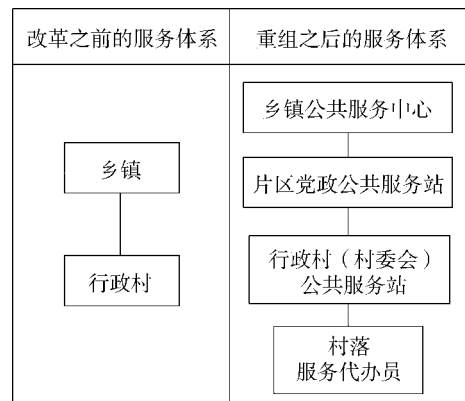 改革之前的服务体系
重组之后的服务体系
乡镇
行政村
乡镇公共服务中心
片区党政公共服务站
行政村（村委会）
公共服务站
村落
服务代办员